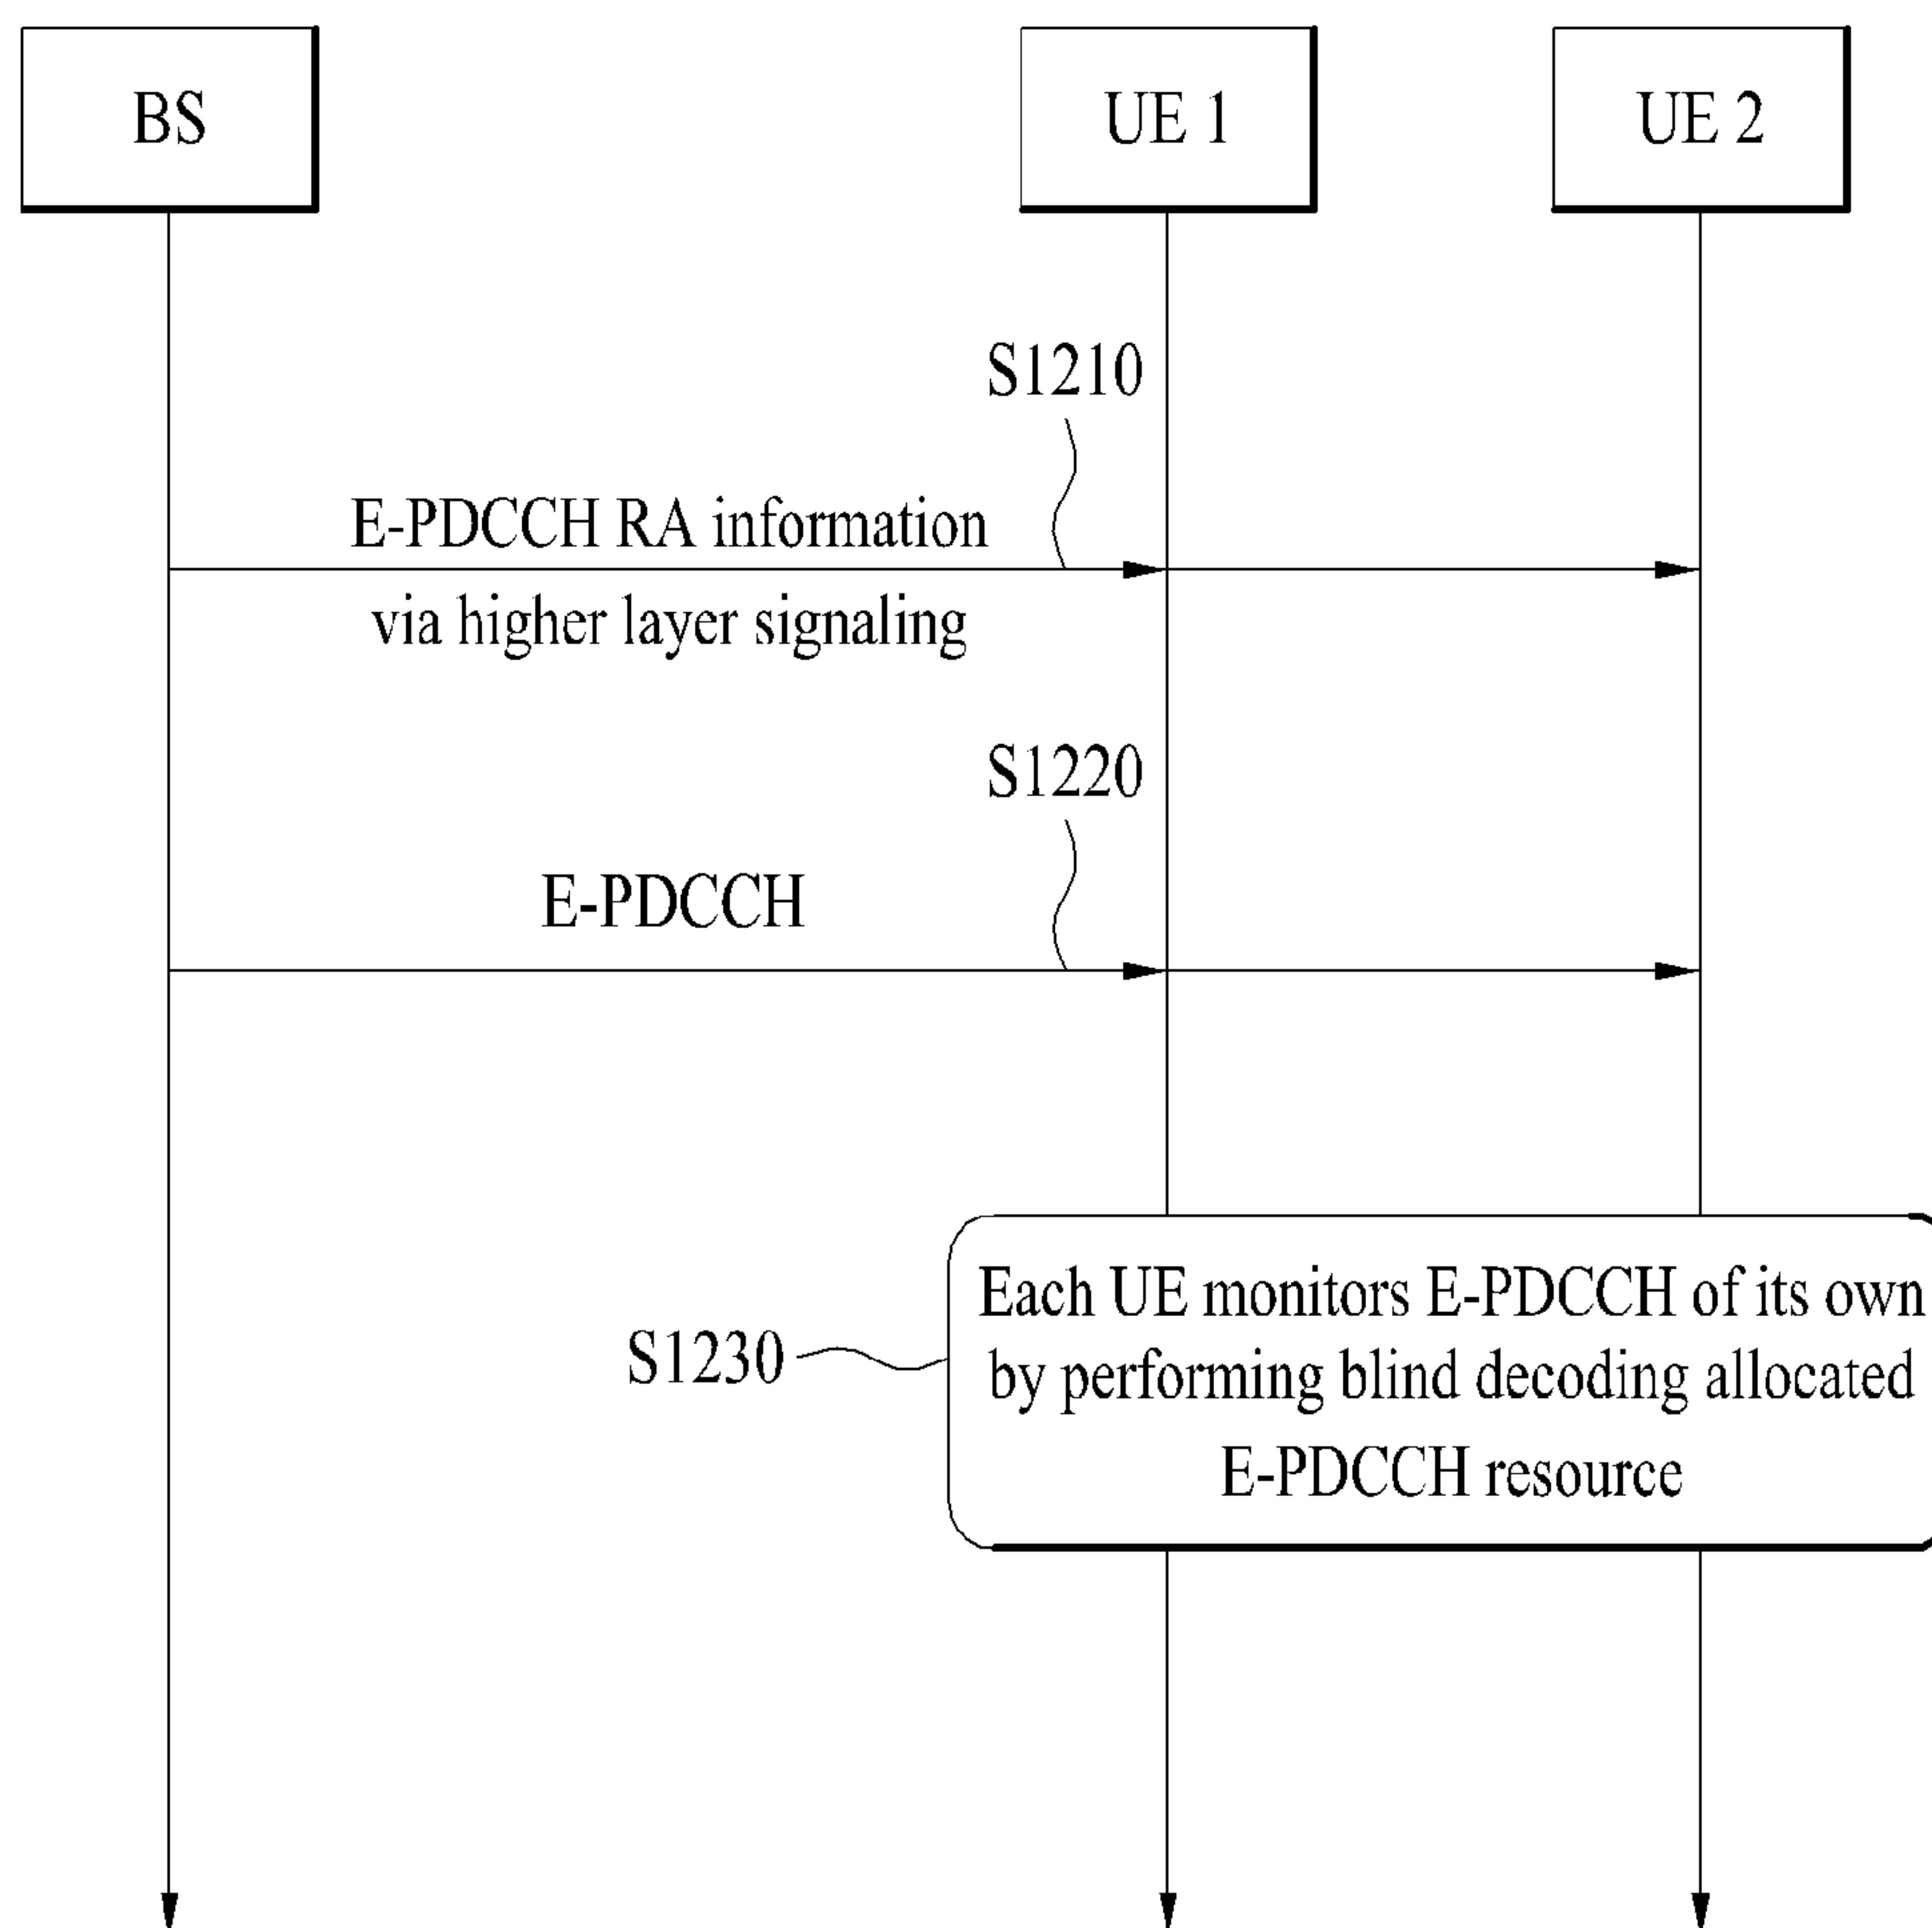 BS
UE 1
UE 2
S1210
E-PDCCH RA information
via higher layer signaling
S1220
E-PDCCH
S1230
Each UE monitors E-PDCCH of its own
by performing blind decoding allocated
E-PDCCH resource